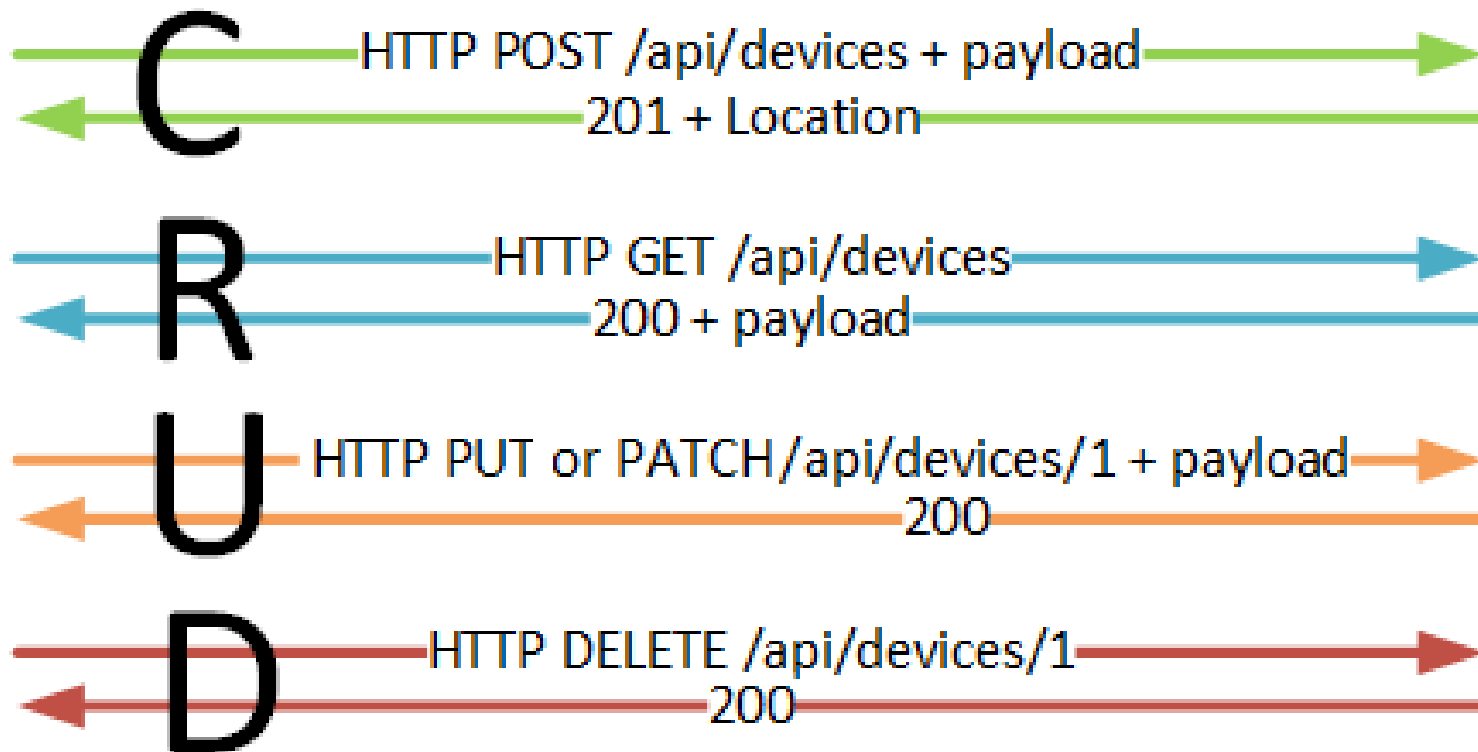 C
HTTP POST /api/devices + payload
201 + Location
R
HTTP GET /api/devices
200 + payload
U
HTTP PUT or PATCH /api/devices/1 + payload
200
D
HTTP DELETE /api/devices/1
200